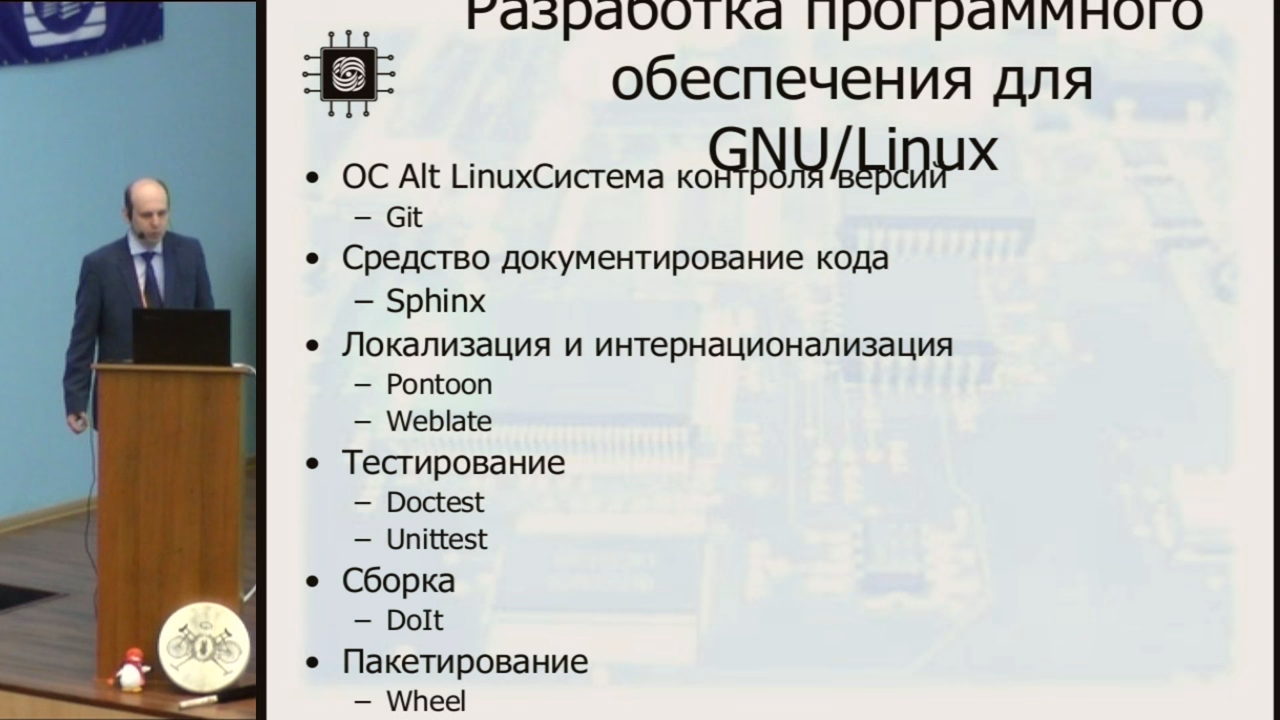 Разработка программного
обеспечения для
GNU/Linux
• ОС Alt LinuxСистема контроля версий
– Git
• Средство документирование кода
– Sphinx
• Локализация и интернационализация
– Pontoon
– Weblate
• Тестирование
– Doctest
– Unittest
• Сборка
– DoIt
• Пакетирование
– Wheel